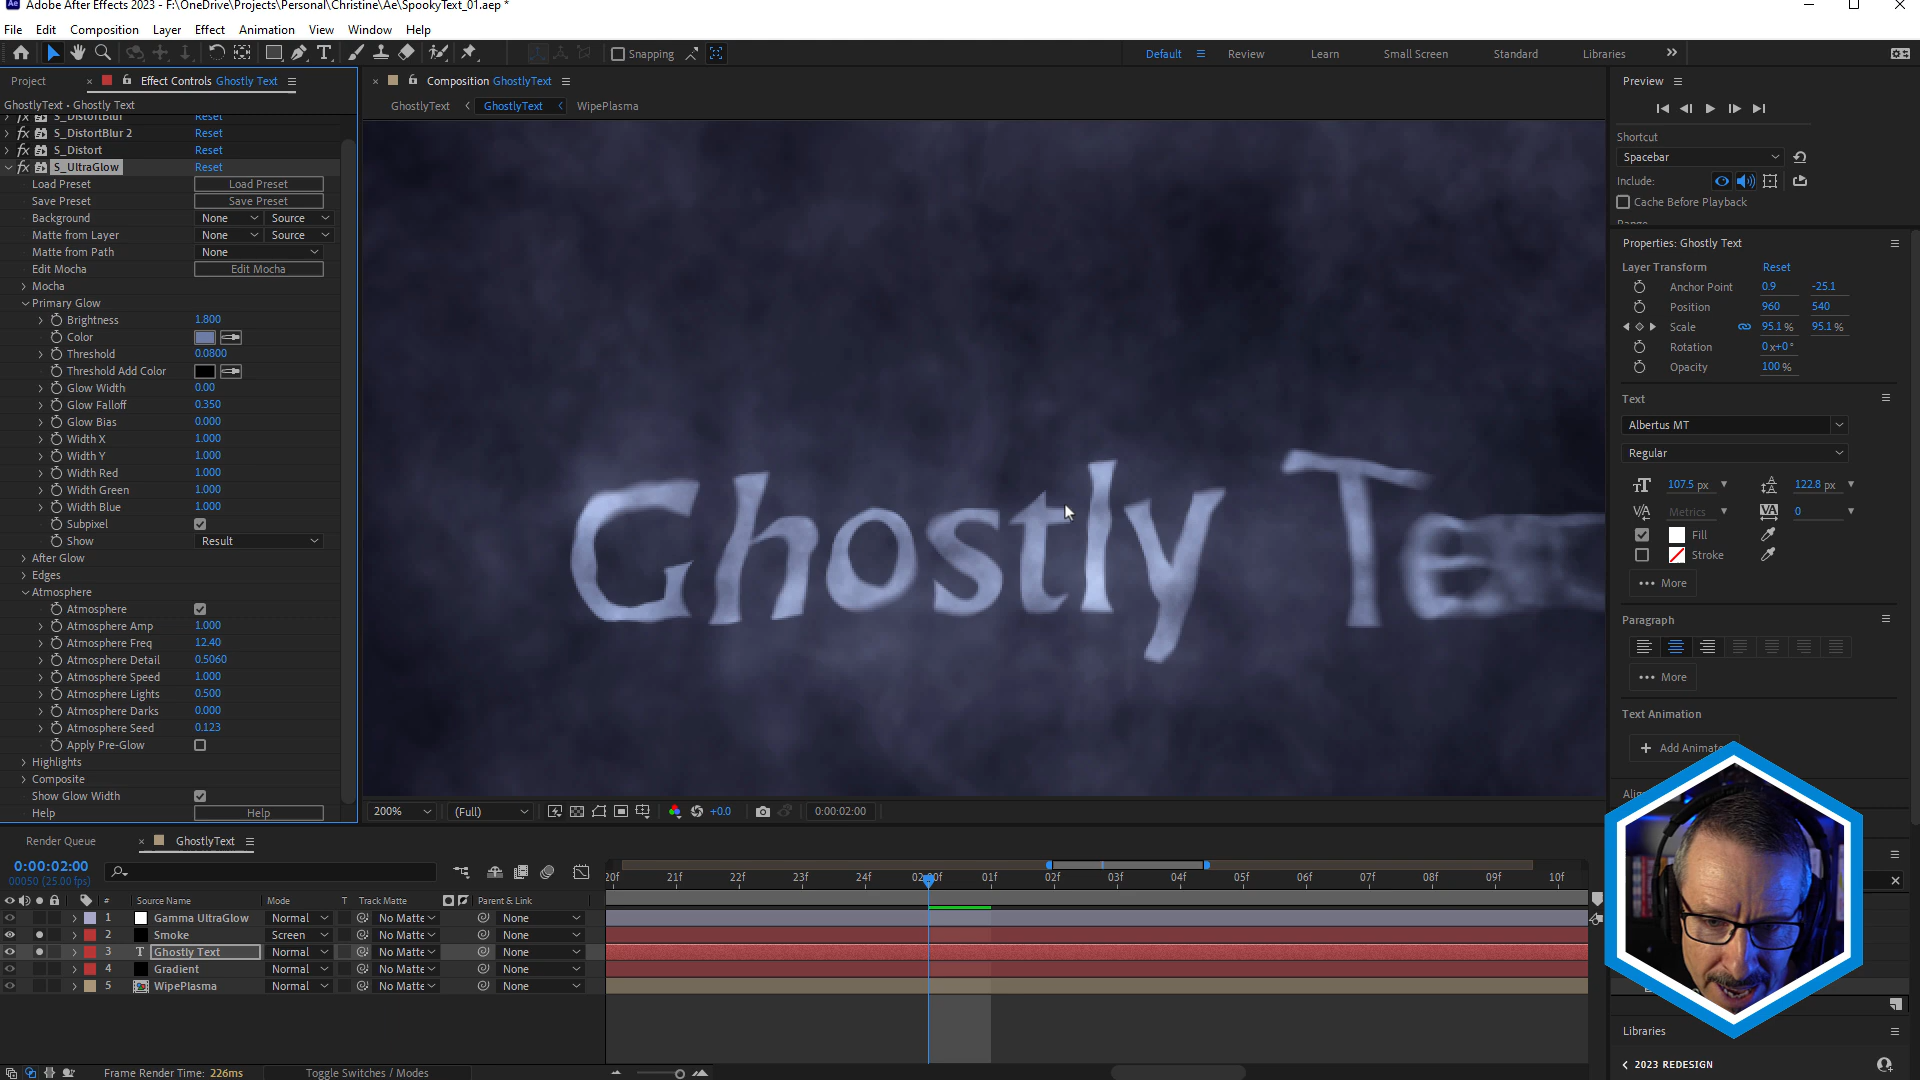 Adobe After Effects 2023 - F:\OneDrive\Projects\Personal\Christine\Ae\SpookyText_01.aep *
File Edit Composition Layer Effect Animation View Window Help
Snapping
Default Review Learn Small Screen Standard Libraries
Project Effect Controls Ghostly Text
GhostlyText • Ghostly Text
S_DistortBlur Reset
S_DistortBlur 2 Reset
S_Distort Reset
S_UltraGlow Reset
Load Preset Load Preset
Save Preset Save Preset
Background None Source
Matte from Layer None Source
Matte from Path None
Edit Mocha Edit Mocha
Mocha
Primary Glow
Brightness 1.800
Color
Threshold 0.0800
Threshold Add Color
Glow Width 0.00
Glow Falloff 0.350
Glow Bias 0.000
Width X 1.000
Width Y 1.000
Width Red 1.000
Width Green 1.000
Width Blue 1.000
Subpixel
Show Result
After Glow
Edges
Atmosphere
Atmosphere
Atmosphere Amp 1.000
Atmosphere Freq 12.40
Atmosphere Detail 0.5060
Atmosphere Speed 1.000
Atmosphere Lights 0.500
Atmosphere Darks 0.000
Atmosphere Seed 0.123
Apply Pre-Glow
Highlights
Composite
Show Glow Width
Help Help
Composition GhostlyText
GhostlyText GhostlyText WipePlasma
Ghostly Te
200% (Full) +0.0 0:00:02:00
Preview
Shortcut
Spacebar
Include:
Cache Before Playback
Range
Properties: Ghostly Text
Layer Transform Reset
Anchor Point 0.9 -25.1
Position 960 540
Scale 95.1 % 95.1 %
Rotation 0x+0°
Opacity 100 %
Text
Albertus MT
Regular
107.5 px 122.8 px
Metrics 0
Fill
Stroke
••• More
Paragraph
••• More
Text Animation
+ Add Animato
Alig
Libraries
2023 REDESIGN
Render Queue GhostlyText
0:00:02:00
00050 (25.00 fps)
20f 21f 22f 23f 24f 02:00f 01f 02f 03f 04f 05f 06f 07f 08f 09f 10f
# Source Name Mode T Track Matte Parent & Link
1 Gamma UltraGlow Normal No Matte None
2 Smoke Screen No Matte None
3 T Ghostly Text Normal No Matte None
4 Gradient Normal No Matte None
5 WipePlasma Normal No Matte None
Frame Render Time: 226ms Toggle Switches / Modes